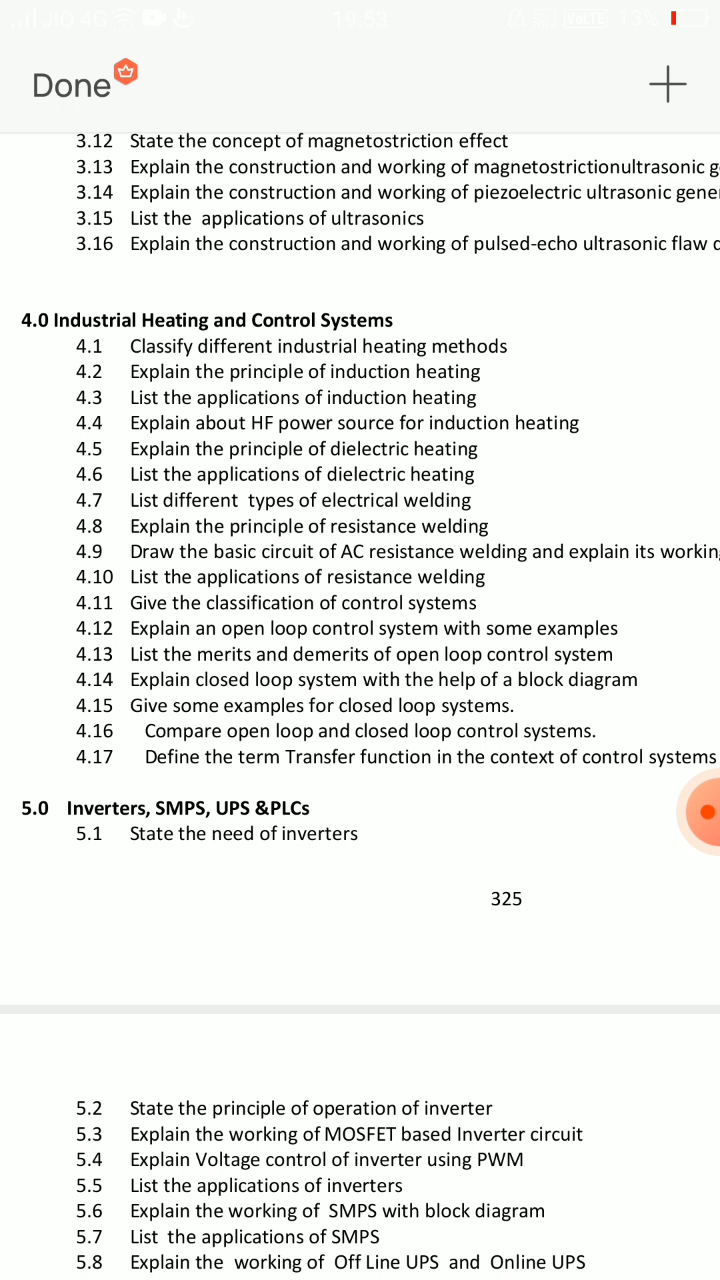 JIO 4G
19:53
VoLTE 13%
Done
3.12 State the concept of magnetostriction effect
3.13 Explain the construction and working of magnetostrictionultrasonic g
3.14 Explain the construction and working of piezoelectric ultrasonic gene
3.15 List the applications of ultrasonics
3.16 Explain the construction and working of pulsed-echo ultrasonic flaw
4.0 Industrial Heating and Control Systems
4.1 Classify different industrial heating methods
4.2 Explain the principle of induction heating
4.3 List the applications of induction heating
4.4 Explain about HF power source for induction heating
4.5 Explain the principle of dielectric heating
4.6 List the applications of dielectric heating
4.7 List different types of electrical welding
4.8 Explain the principle of resistance welding
4.9 Draw the basic circuit of AC resistance welding and explain its workin
4.10 List the applications of resistance welding
4.11 Give the classification of control systems
4.12 Explain an open loop control system with some examples
4.13 List the merits and demerits of open loop control system
4.14 Explain closed loop system with the help of a block diagram
4.15 Give some examples for closed loop systems.
4.16 Compare open loop and closed loop control systems.
4.17 Define the term Transfer function in the context of control systems
5.0 Inverters, SMPS, UPS &PLCs
5.1 State the need of inverters
325
5.2 State the principle of operation of inverter
5.3 Explain the working of MOSFET based Inverter circuit
5.4 Explain Voltage control of inverter using PWM
5.5 List the applications of inverters
5.6 Explain the working of SMPS with block diagram
5.7 List the applications of SMPS
5.8 Explain the working of Off Line UPS and Online UPS